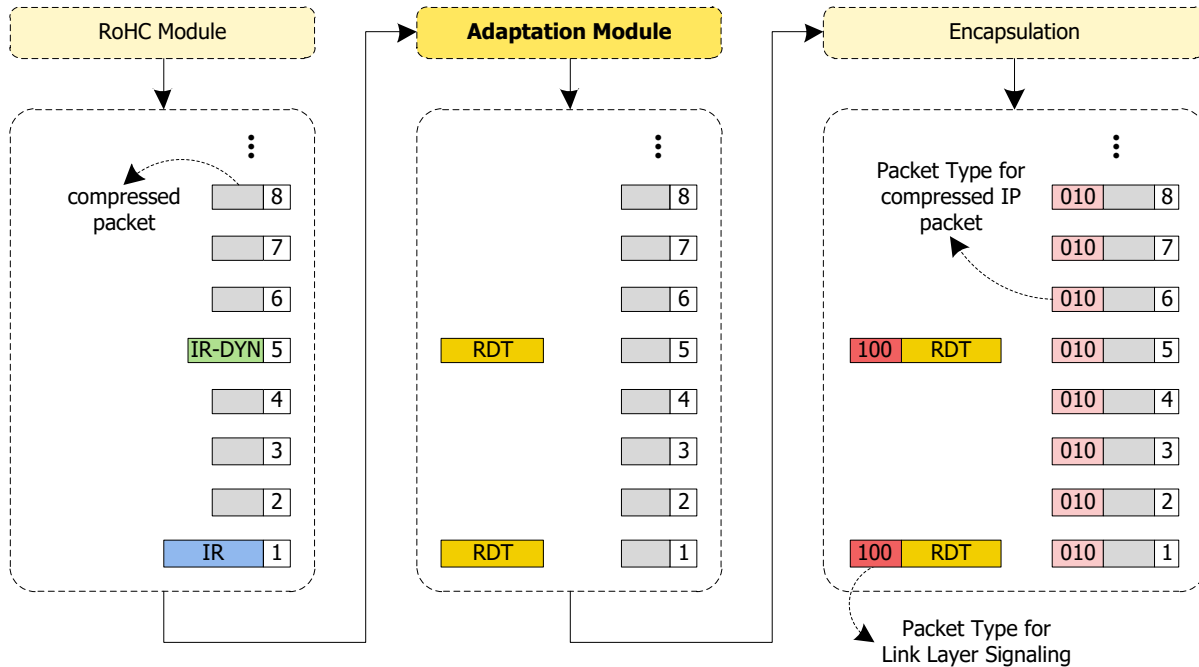 RoHC Module
Adaptation Module
Encapsulation
⋮
compressed
packet
8
7
6
IR-DYN 5
4
3
2
IR 1
⋮
8
7
6
RDT 5
4
3
2
RDT 1
⋮
Packet Type for
compressed IP
packet
010 8
010 7
010 6
100 RDT 010 5
010 4
010 3
010 2
100 RDT 010 1
Packet Type for
Link Layer Signaling